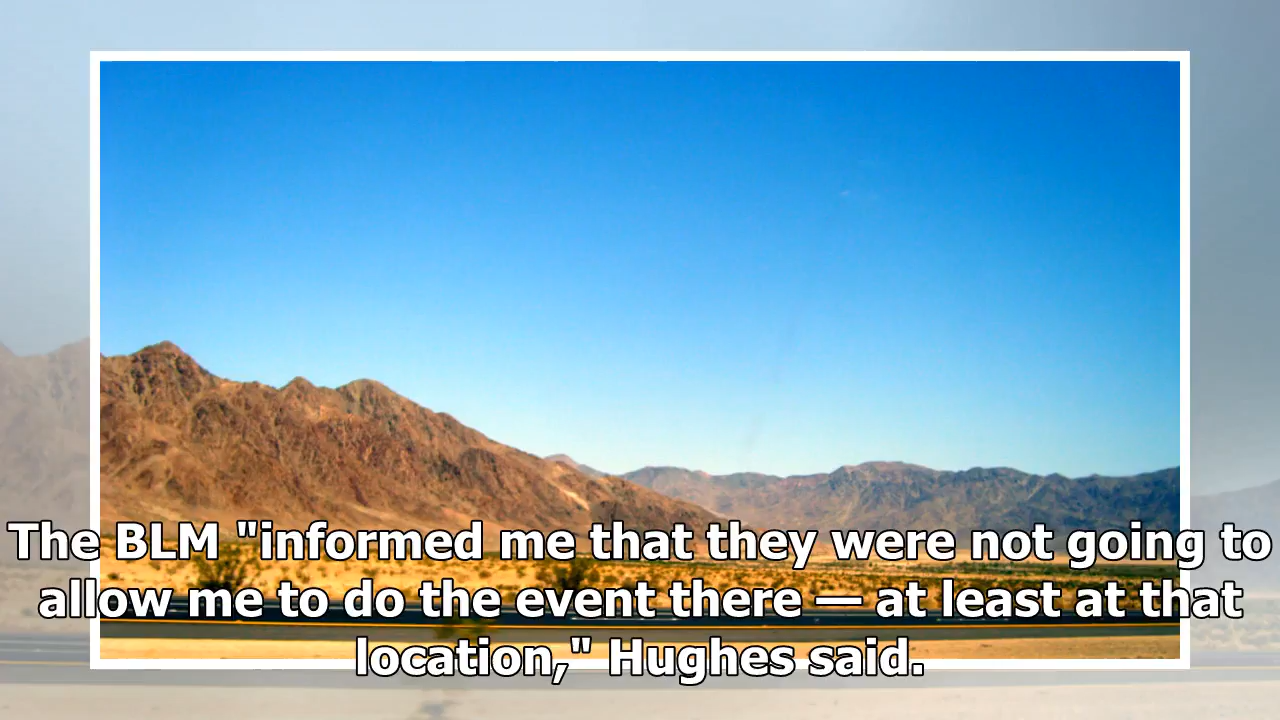 The BLM "informed me that they were not going to
allow me to do the event there — at least at that
location," Hughes said.